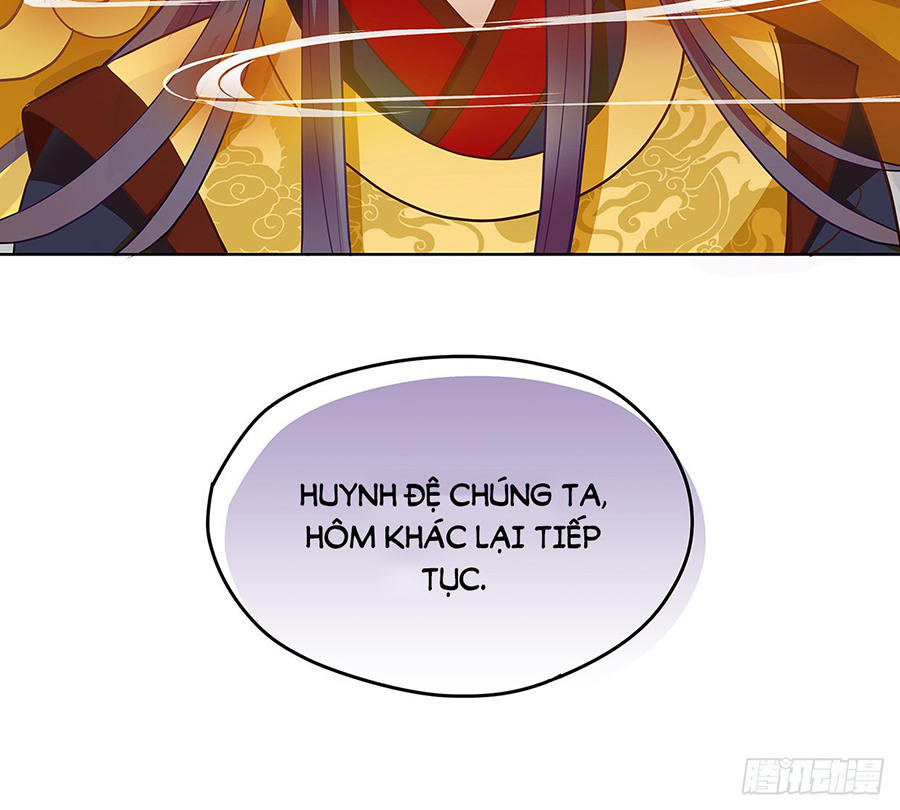 HUYNH ĐỆ CHÚNG TA,
HÔM KHÁC LẠI TIẾP
TỤC.
腾讯动漫